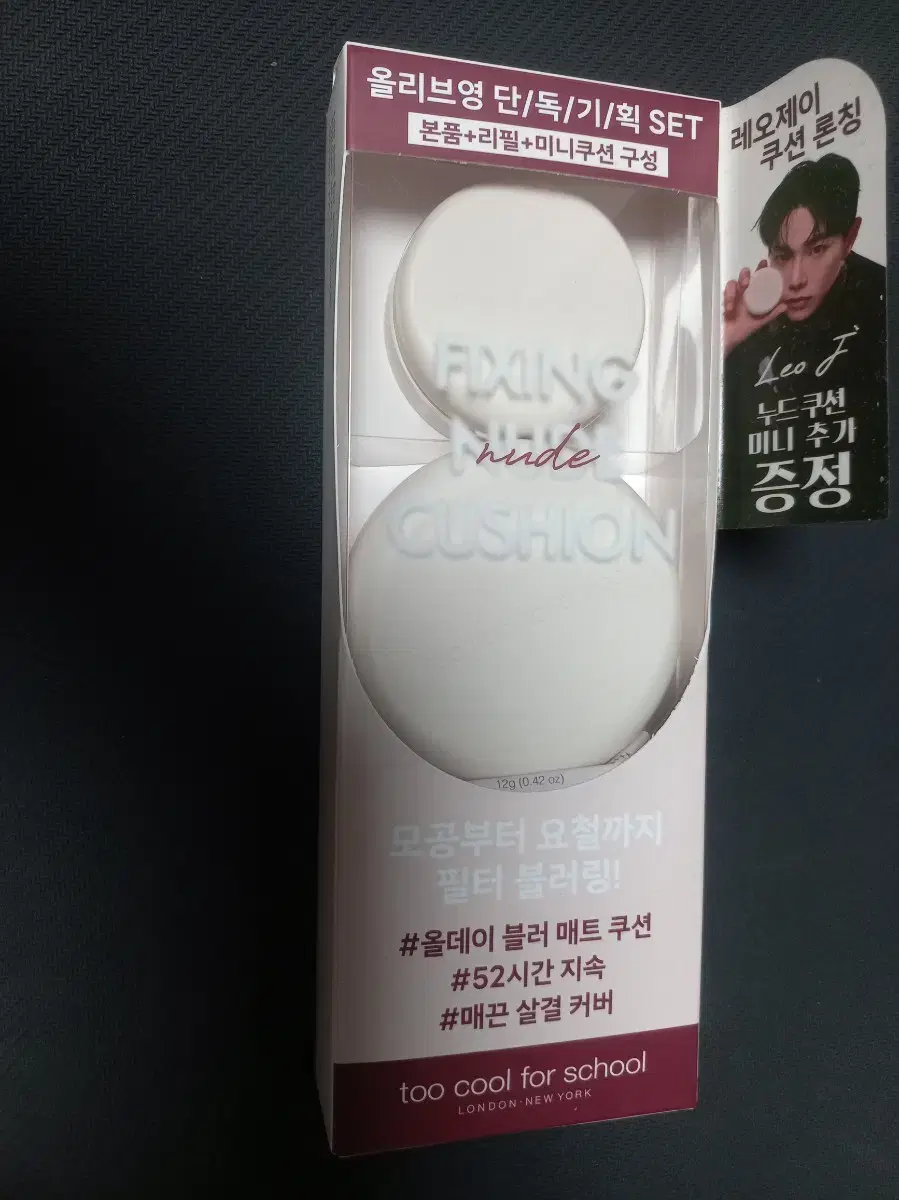 올리브영 단/독/기/획 SET
본품+리필+미니쿠션 구성
레오제이
쿠션 론칭
Leo J
누드쿠션
미니 추가
증정
FIXING
NUDE
nude
CUSHION
12g (0.42 oz)
모공부터 요철까지
필터 블러링!
#올데이 블러 매트 쿠션
#52시간 지속
#매끈 살결 커버
too cool for school
LONDON·NEW YORK